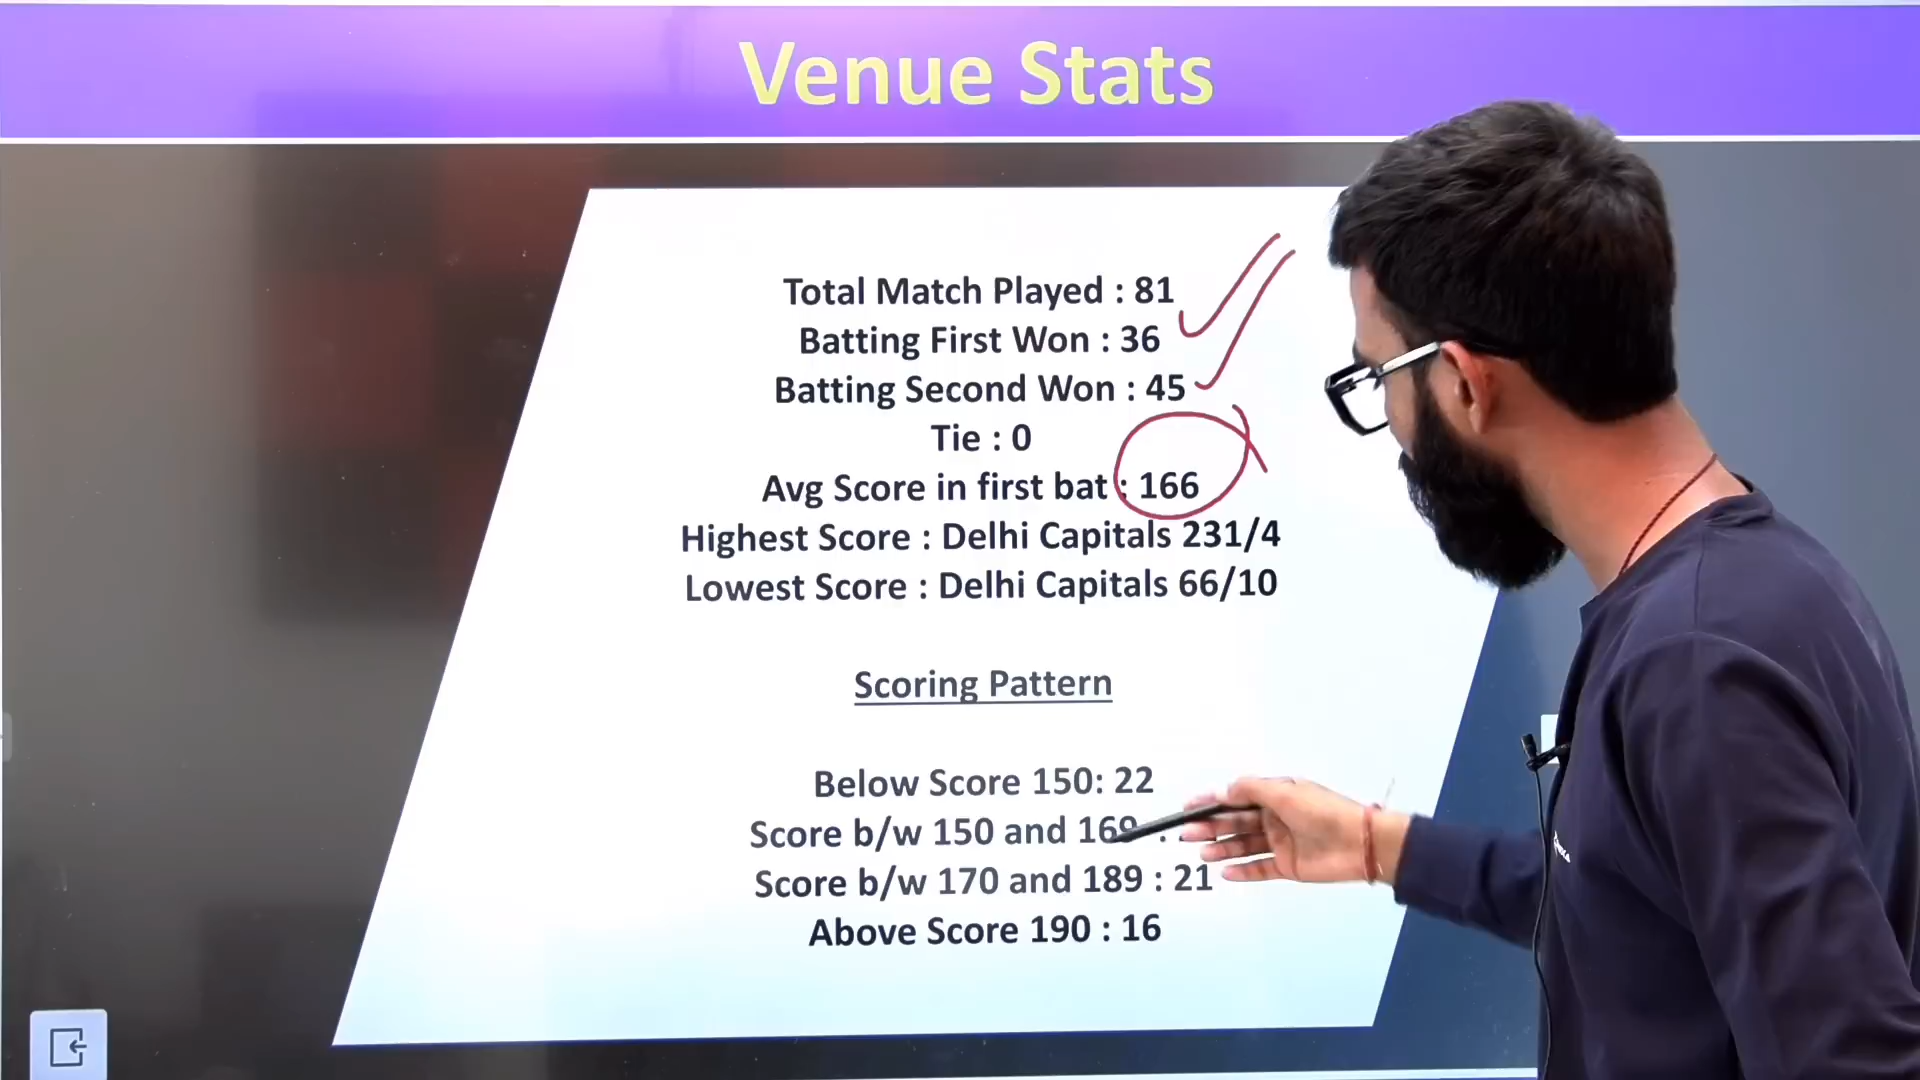 Venue Stats
Total Match Played : 81
Batting First Won : 36
Batting Second Won : 45
Tie : 0
Avg Score in first bat : 166
Highest Score : Delhi Capitals 231/4
Lowest Score : Delhi Capitals 66/10
Scoring Pattern
Below Score 150: 22
Score b/w 150 and 169 :
Score b/w 170 and 189 : 21
Above Score 190 : 16